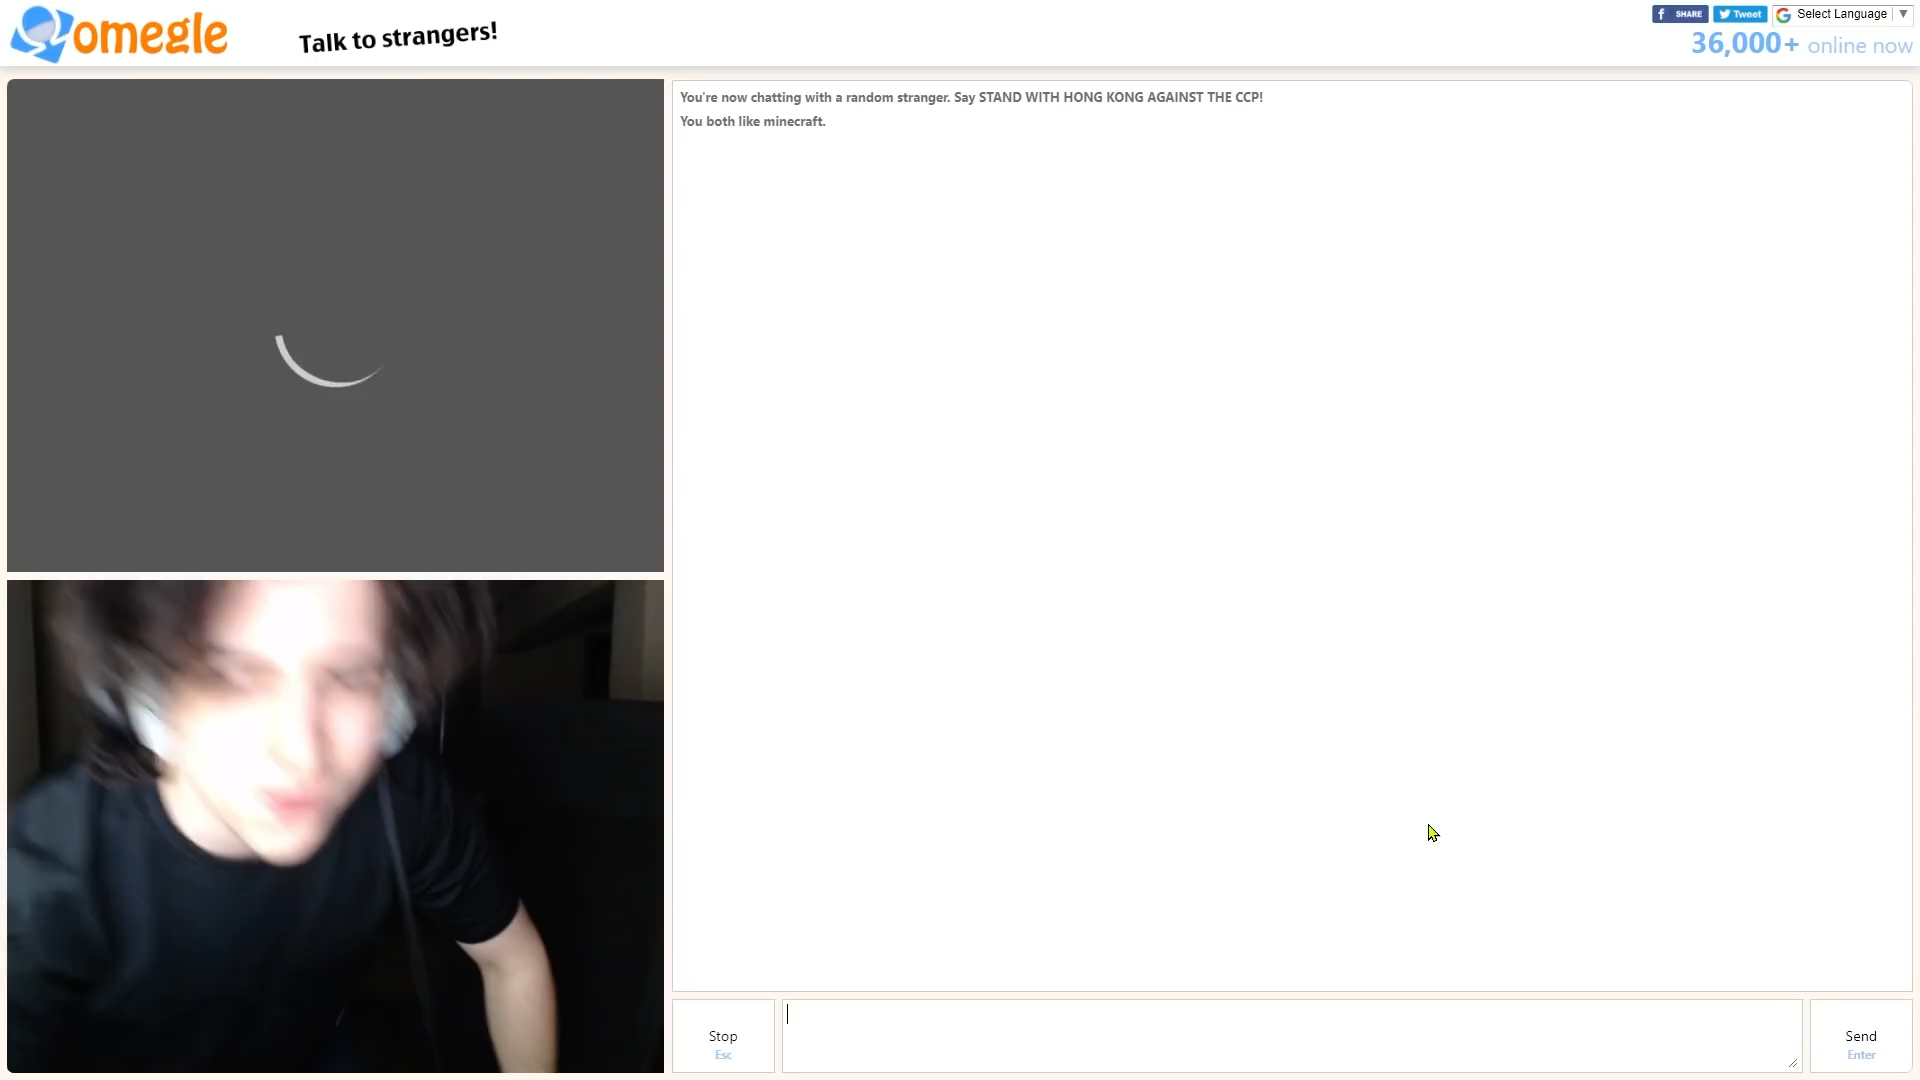 omegle
Talk to strangers!
SHARE
Tweet
Select Language
36,000+ online now
You're now chatting with a random stranger. Say STAND WITH HONG KONG AGAINST THE CCP!
You both like minecraft.
Stop
Esc
Send
Enter